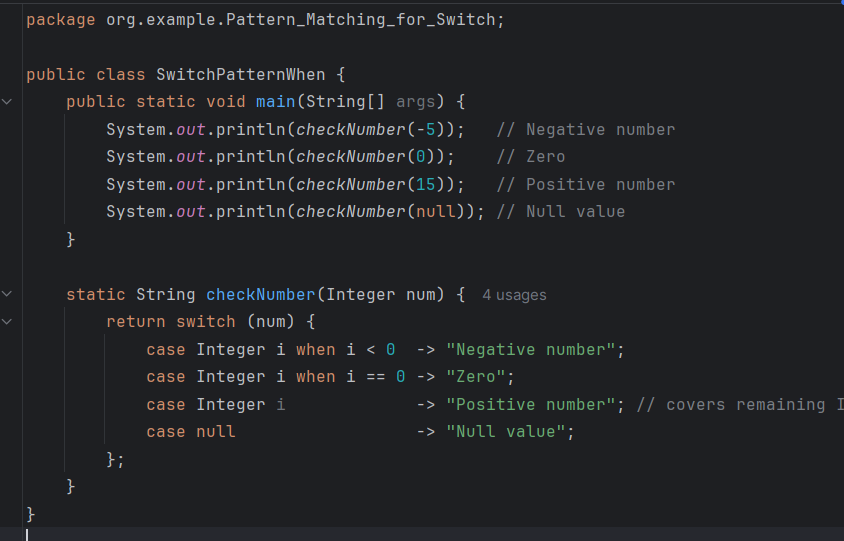 package org.example.Pattern_Matching_for_Switch;
public class SwitchPatternWhen {
public static void main(String[] args) {
System.out.println(checkNumber(-5));   // Negative number
System.out.println(checkNumber(0));    // Zero
System.out.println(checkNumber(15));   // Positive number
System.out.println(checkNumber(null)); // Null value
}
static String checkNumber(Integer num) {  4 usages
return switch (num) {
case Integer i when i < 0  -> "Negative number";
case Integer i when i == 0 -> "Zero";
case Integer i             -> "Positive number"; // covers remaining I
case null                  -> "Null value";
};
}
}